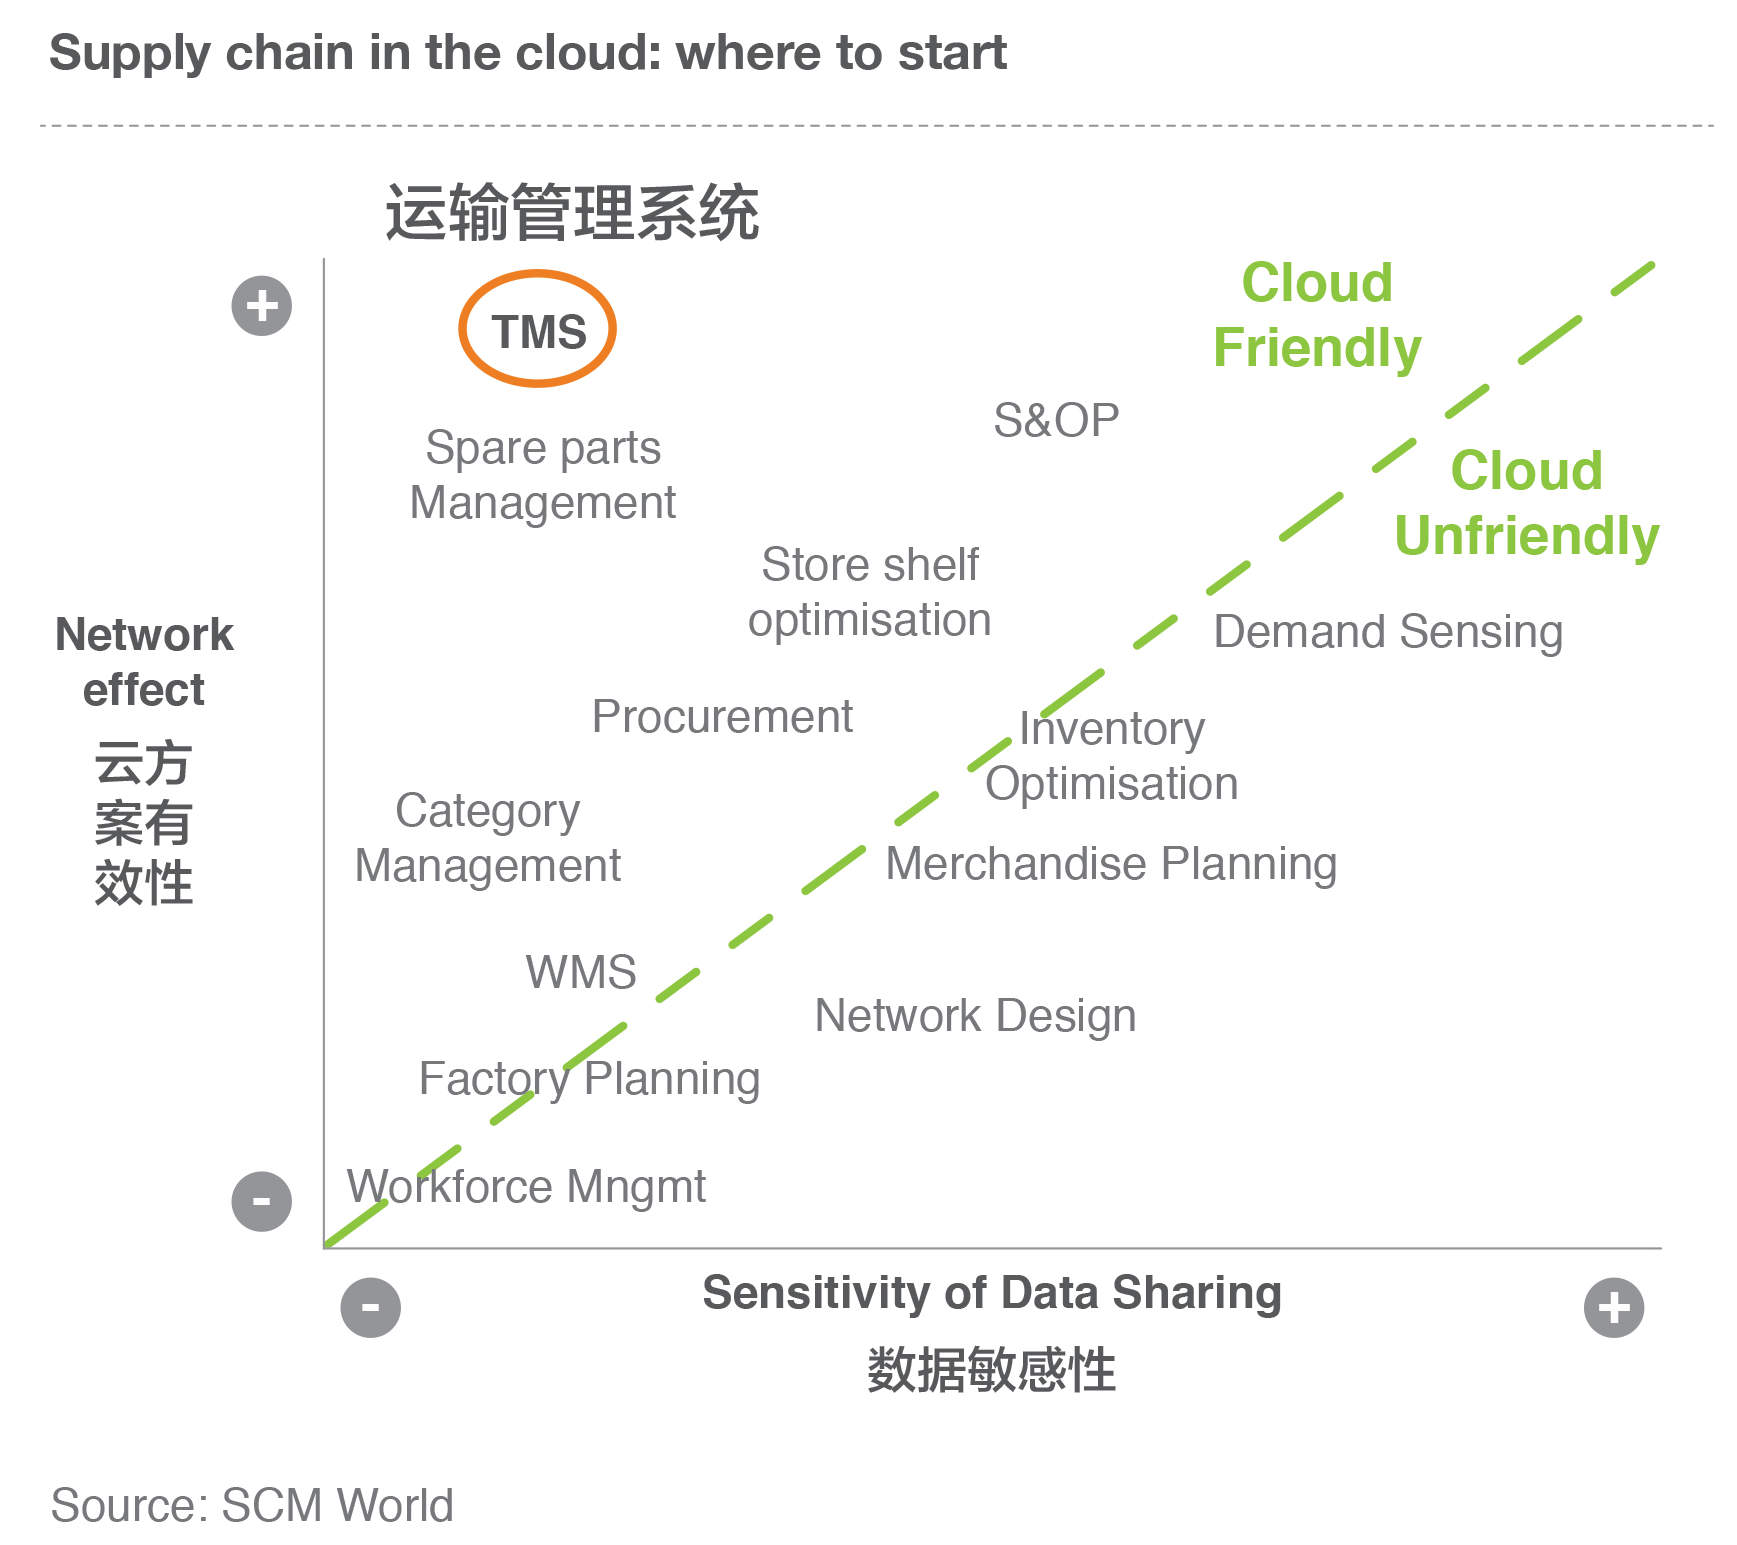 Supply chain in the cloud: where to start
运输管理系统
+
TMS
Cloud
Friendly
S&OP
Spare parts
Management
Cloud
Unfriendly
Store shelf
optimisation
Network
effect
云方
案有
效性
Demand Sensing
Procurement
Inventory
Optimisation
Category
Management
Merchandise Planning
WMS
Network Design
Factory Planning
Workforce Mngmt
-
-
Sensitivity of Data Sharing
+
数据敏感性
Source: SCM World